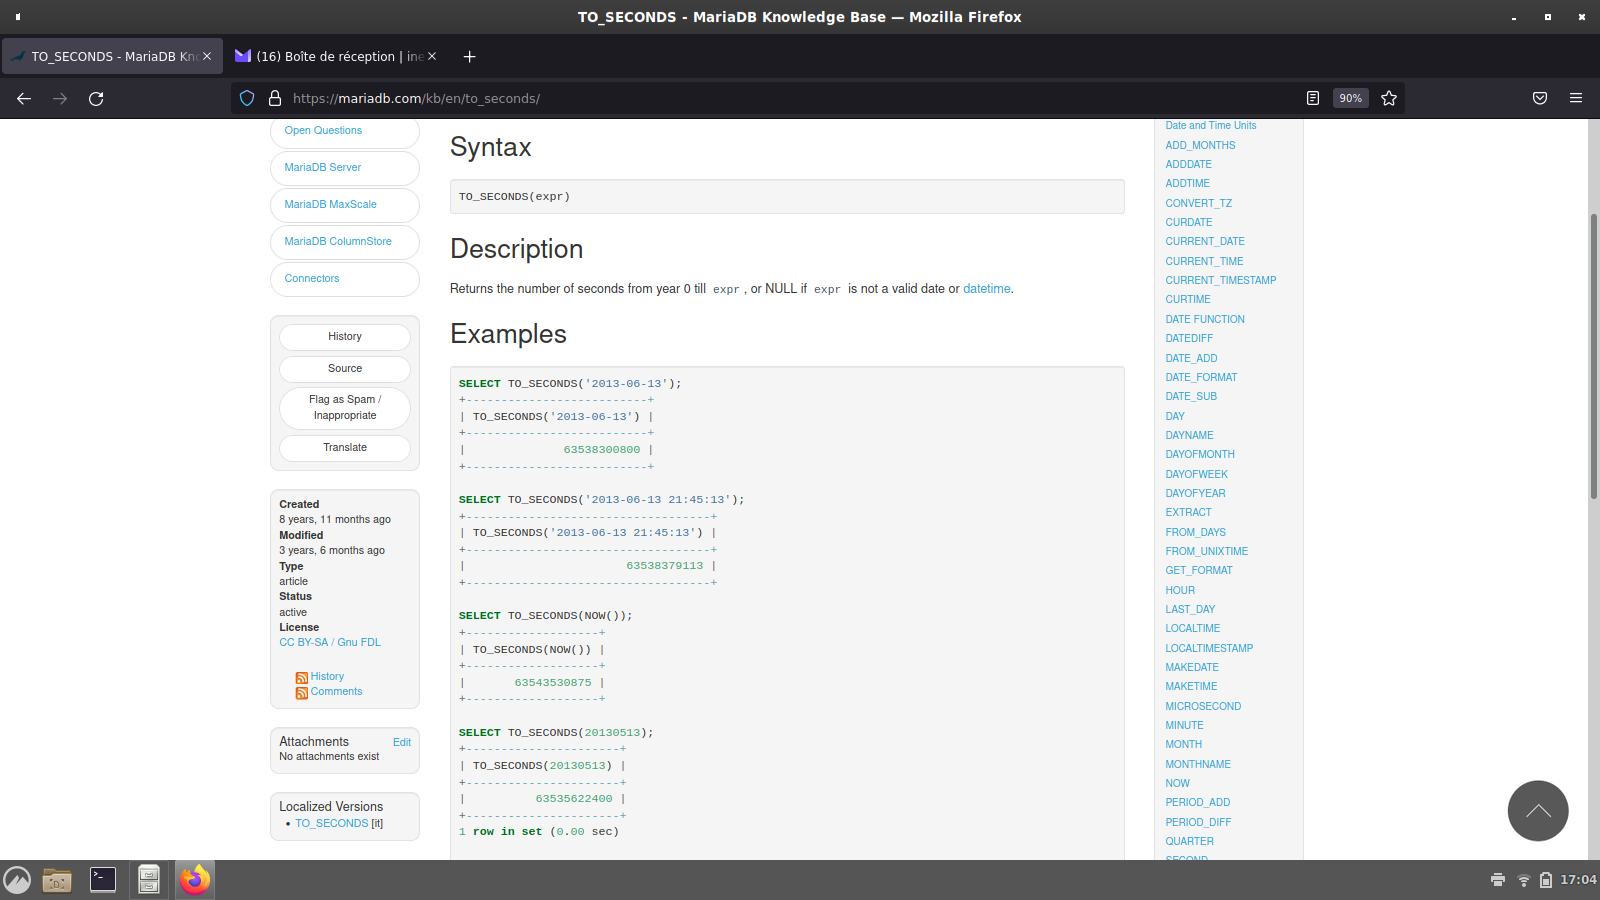 TO_SECONDS - MariaDB Knowledge Base — Mozilla Firefox
TO_SECONDS - MariaDB Kn
(16) Boîte de réception | ine
https://mariadb.com/kb/en/to_seconds/
90%
Open Questions
MariaDB Server
MariaDB MaxScale
MariaDB ColumnStore
Connectors
History
Source
Flag as Spam /
Inappropriate
Translate
Created
8 years, 11 months ago
Modified
3 years, 6 months ago
Type
article
Status
active
License
CC BY-SA / Gnu FDL
History
Comments
Attachments Edit
No attachments exist
Localized Versions
• TO_SECONDS [it]
Syntax
TO_SECONDS(expr)
Description
Returns the number of seconds from year 0 till expr , or NULL if expr is not a valid date or datetime.
Examples
SELECT TO_SECONDS('2013-06-13');
+--------------------------+
| TO_SECONDS('2013-06-13') |
+--------------------------+
|              63538300800 |
+--------------------------+
SELECT TO_SECONDS('2013-06-13 21:45:13');
+-----------------------------------+
| TO_SECONDS('2013-06-13 21:45:13') |
+-----------------------------------+
|                       63538379113 |
+-----------------------------------+
SELECT TO_SECONDS(NOW());
+-------------------+
| TO_SECONDS(NOW()) |
+-------------------+
|       63543530875 |
+-------------------+
SELECT TO_SECONDS(20130513);
+----------------------+
| TO_SECONDS(20130513) |
+----------------------+
|          63535622400 |
+----------------------+
1 row in set (0.00 sec)
Date and Time Units
ADD_MONTHS
ADDDATE
ADDTIME
CONVERT_TZ
CURDATE
CURRENT_DATE
CURRENT_TIME
CURRENT_TIMESTAMP
CURTIME
DATE FUNCTION
DATEDIFF
DATE_ADD
DATE_FORMAT
DATE_SUB
DAY
DAYNAME
DAYOFMONTH
DAYOFWEEK
DAYOFYEAR
EXTRACT
FROM_DAYS
FROM_UNIXTIME
GET_FORMAT
HOUR
LAST_DAY
LOCALTIME
LOCALTIMESTAMP
MAKEDATE
MAKETIME
MICROSECOND
MINUTE
MONTH
MONTHNAME
NOW
PERIOD_ADD
PERIOD_DIFF
QUARTER
SECOND
17:04